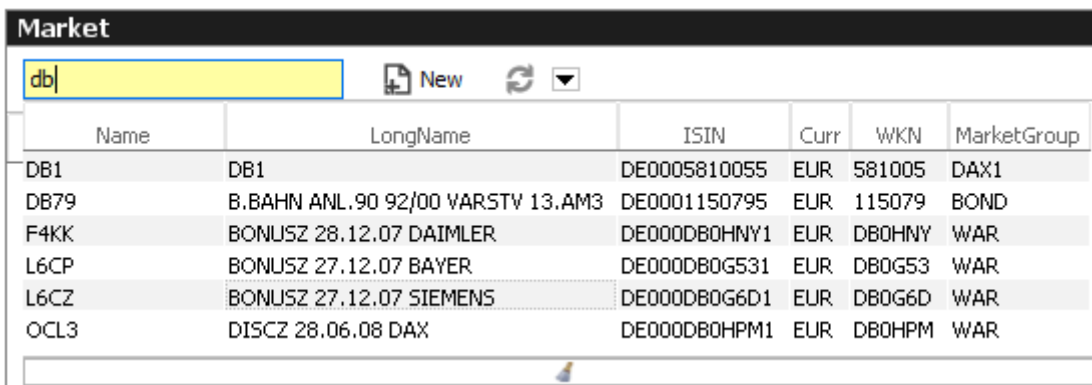 Market
db New
Name LongName ISIN Curr WKN MarketGroup
DB1 DB1 DE0005810055 EUR 581005 DAX1
DB79 B.BAHN ANL.90 92/00 VARSTV 13.AM3 DE0001150795 EUR 115079 BOND
F4KK BONUSZ 28.12.07 DAIMLER DE000DB0HNY1 EUR DB0HNY WAR
L6CP BONUSZ 27.12.07 BAYER DE000DB0G531 EUR DB0G53 WAR
L6CZ BONUSZ 27.12.07 SIEMENS DE000DB0G6D1 EUR DB0G6D WAR
OCL3 DISCZ 28.06.08 DAX DE000DB0HPM1 EUR DB0HPM WAR